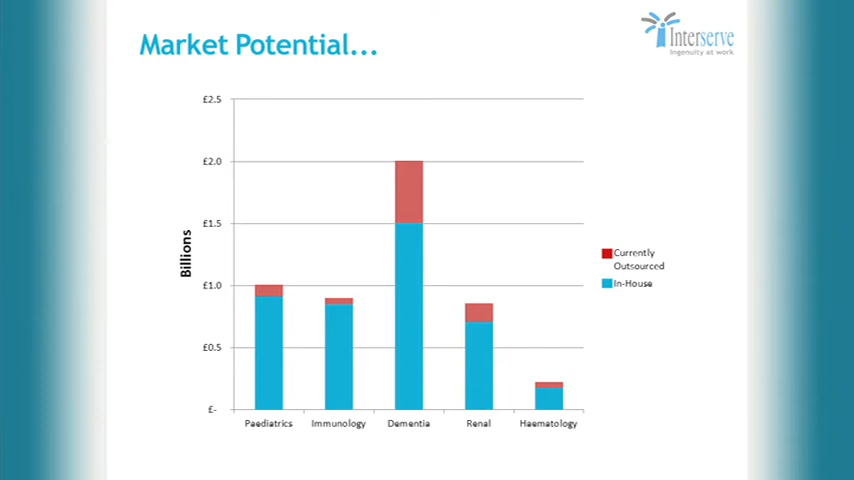 Market Potential...
Interserve
Ingenuity at work
£2.5
£2.0
£1.5
£1.0
£0.5
£-
Billions
Paediatrics
Immunology
Dementia
Renal
Haematology
Currently
Outsourced
In-House